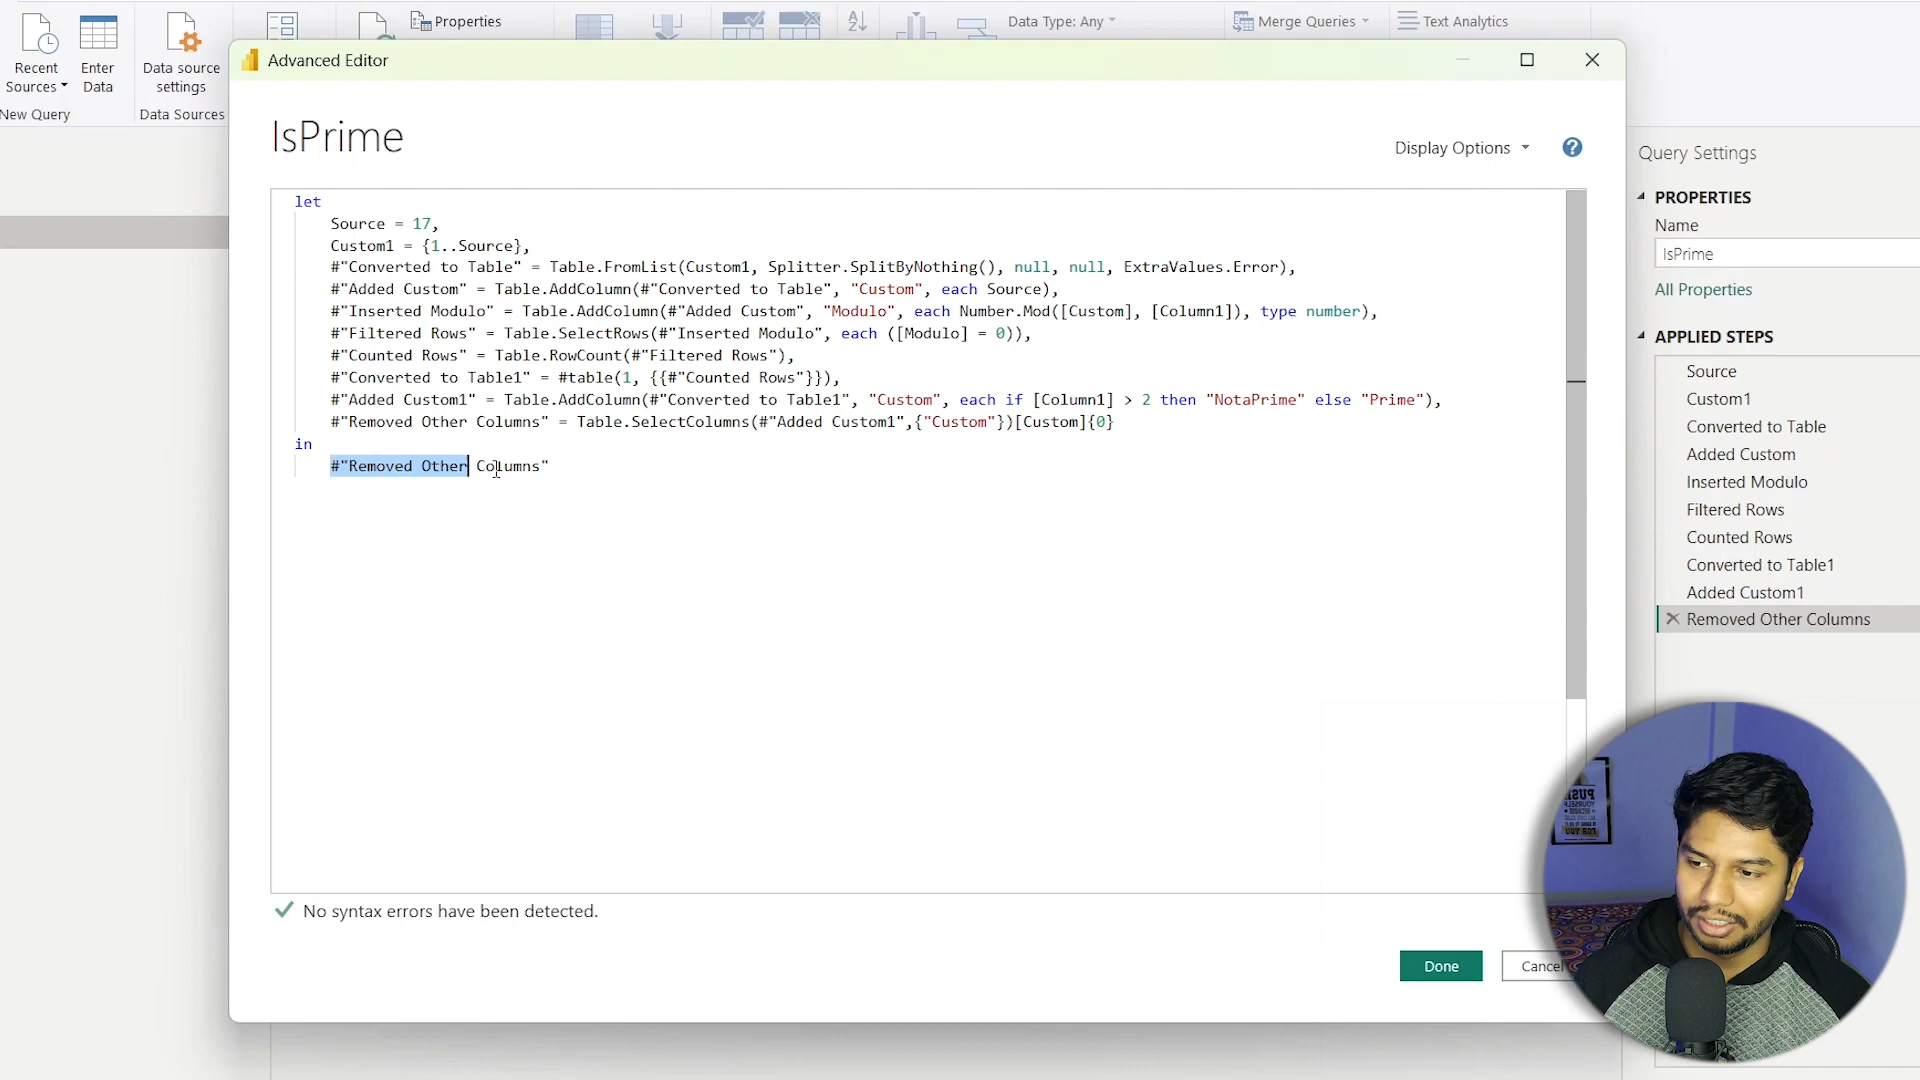 Recent
Sources
Enter
Data
Data source
settings
New Query
Data Sources
Properties
Data Type: Any
Merge Queries
Text Analytics
Advanced Editor
IsPrime
Display Options
let
Source = 17,
Custom1 = {1..Source},
#"Converted to Table" = Table.FromList(Custom1, Splitter.SplitByNothing(), null, null, ExtraValues.Error),
#"Added Custom" = Table.AddColumn(#"Converted to Table", "Custom", each Source),
#"Inserted Modulo" = Table.AddColumn(#"Added Custom", "Modulo", each Number.Mod([Custom], [Column1]), type number),
#"Filtered Rows" = Table.SelectRows(#"Inserted Modulo", each ([Modulo] = 0)),
#"Counted Rows" = Table.RowCount(#"Filtered Rows"),
#"Converted to Table1" = #table(1, {{#"Counted Rows"}}),
#"Added Custom1" = Table.AddColumn(#"Converted to Table1", "Custom", each if [Column1] > 2 then "NotaPrime" else "Prime"),
#"Removed Other Columns" = Table.SelectColumns(#"Added Custom1",{"Custom"})[Custom]{0}
in
#"Removed Other Columns"
No syntax errors have been detected.
Done
Cancel
Query Settings
PROPERTIES
Name
IsPrime
All Properties
APPLIED STEPS
Source
Custom1
Converted to Table
Added Custom
Inserted Modulo
Filtered Rows
Counted Rows
Converted to Table1
Added Custom1
Removed Other Columns